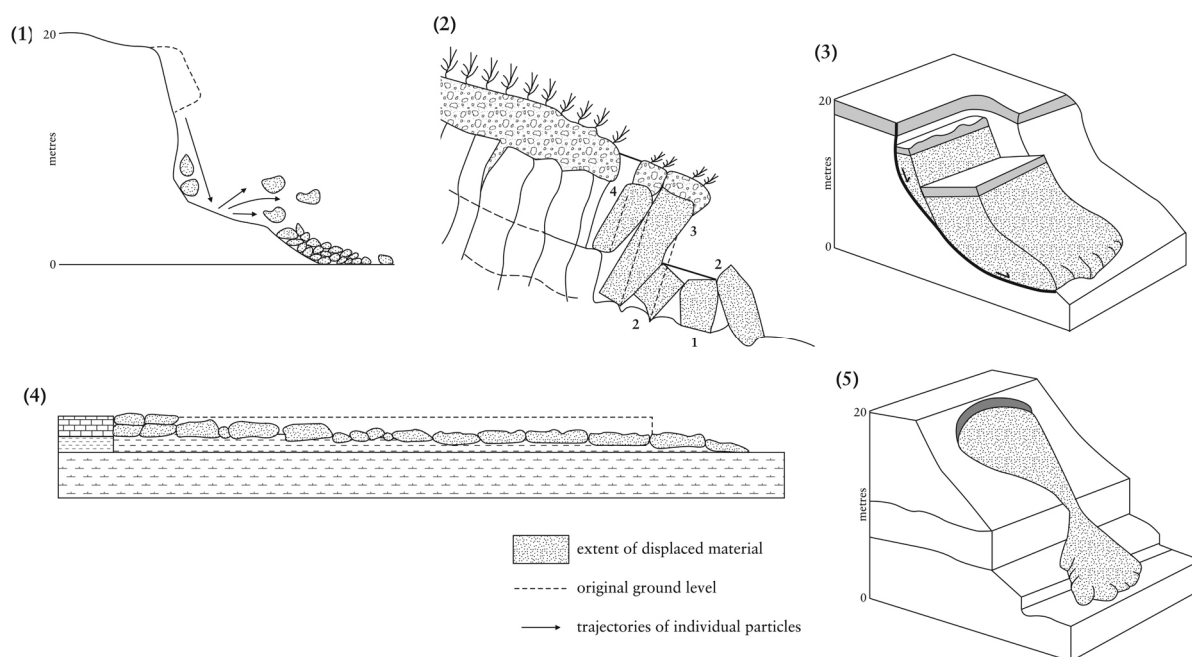 (1)
20
metres
0
(2)
4
3
2
2
1
(3)
20
metres
0
(4)
(5)
20
metres
0
extent of displaced material
original ground level
trajectories of individual particles